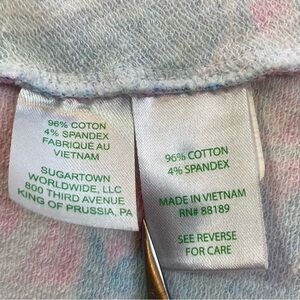 96% COTON
4% SPANDEX
FABRIQUÉ AU
VIETNAM
SUGARTOWN
WORLDWIDE, LLC
800 THIRD AVENUE
KING OF PRUSSIA, PA
96% COTTON
4% SPANDEX
MADE IN VIETNAM
RN# 88189
SEE REVERSE
FOR CARE